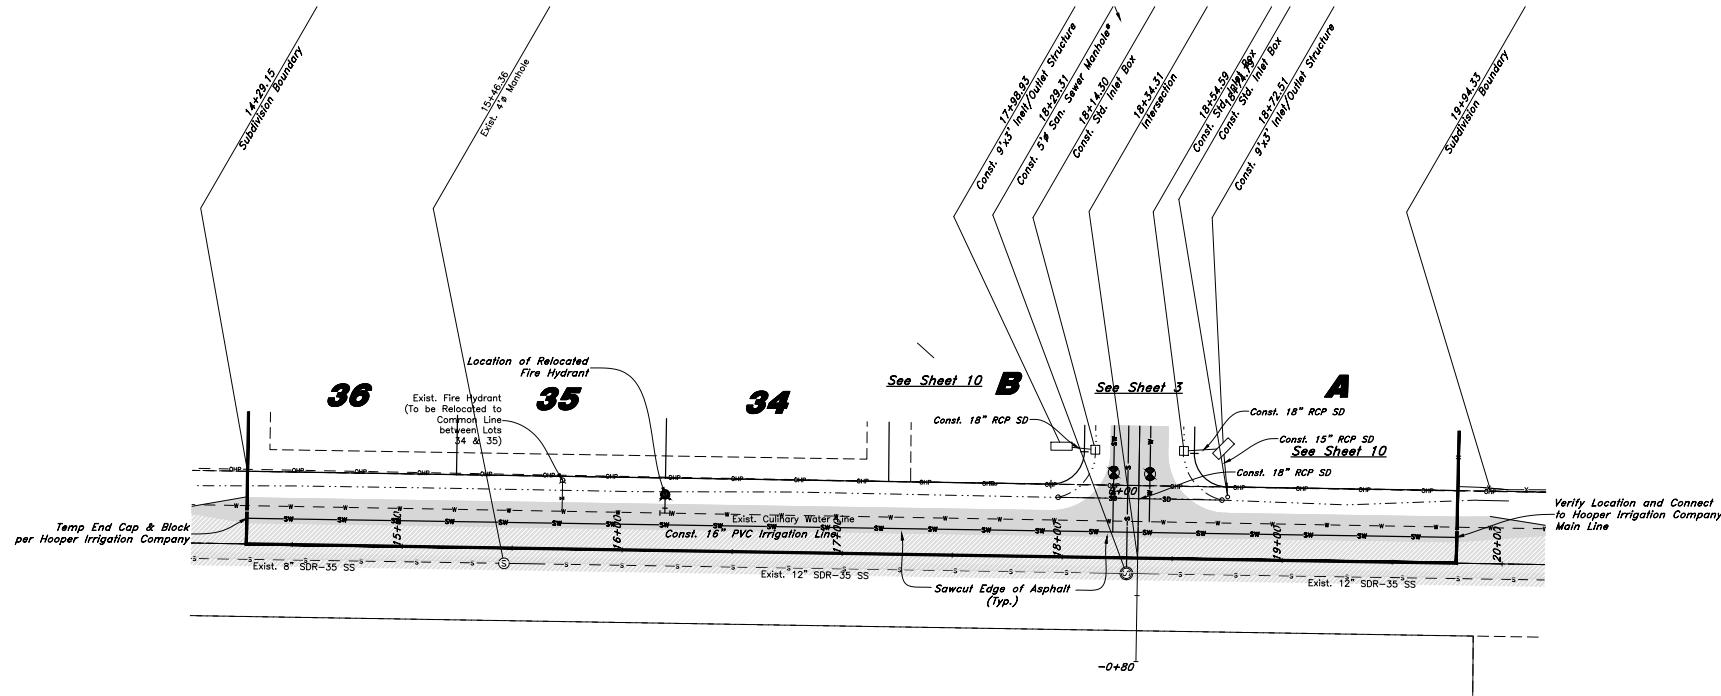 14+29.15
Subdivision Boundary
15+46.36
Exist. 4'ø Manhole
17+98.93
Const. 9'x3' Inlet/Outlet Structure
18+29.31
Const. 5'ø San. Sewer Manhole*
18+14.30
Const. Std. Inlet Box
18+34.31
Intersection
18+54.59
Const. Std. Inlet Box
Const. Std. Inlet Box
18+72.51
Const. 9'x3' Inlet/Outlet Structure
19+94.33
Subdivision Boundary
Location of Relocated
Fire Hydrant
36
35
34
B
A
See Sheet 10
See Sheet 3
Exist. Fire Hydrant
(To be Relocated to
Common Line
between Lots
34 & 35)
Const. 18" RCP SD
Const. 18" RCP SD
Const. 15" RCP SD
See Sheet 10
Const. 18" RCP SD
Temp End Cap & Block
per Hooper Irrigation Company
Verify Location and Connect
to Hooper Irrigation Company
Main Line
Exist. Culinary Water Line
Const. 16" PVC Irrigation Line
15+00
16+00
17+00
18+00
19+00
20+00
Exist. 8" SDR-35 SS
Exist. 12" SDR-35 SS
Exist. 12" SDR-35 SS
Sawcut Edge of Asphalt
(Typ.)
-0+80